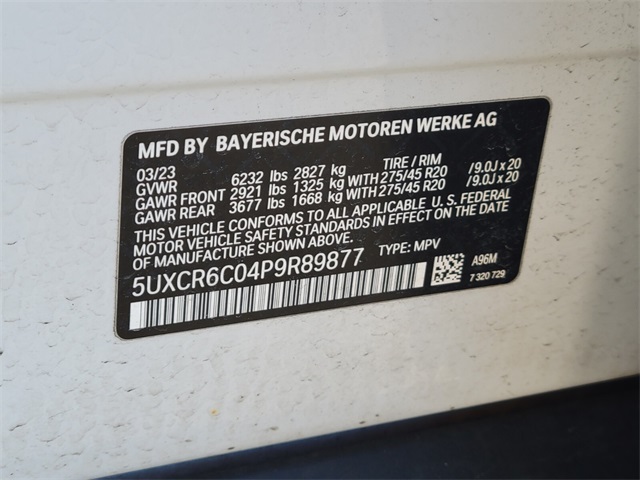 MFD BY BAYERISCHE MOTOREN WERKE AG
03/23 TIRE / RIM
GVWR 6232 lbs 2827 kg
GAWR FRONT 2921 lbs 1325 kg WITH 275/45 R20 /9.0J x 20
GAWR REAR 3677 lbs 1668 kg WITH 275/45 R20 /9.0J x 20
THIS VEHICLE CONFORMS TO ALL APPLICABLE U. S. FEDERAL
MOTOR VEHICLE SAFETY STANDARDS IN EFFECT ON THE DATE OF
MANUFACTURE SHOWN ABOVE.
5UXCR6C04P9R89877 TYPE: MPV
A96M
7 320 729